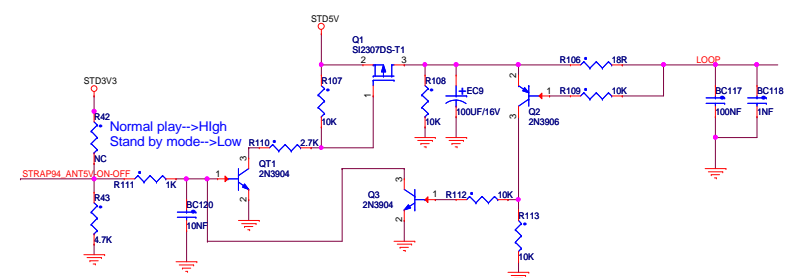 STD5V
Q1
SI2307DS-T1
2
3
1
R106
18R
LOOP
STD3V3
R107
10K
R108
10K
EC9
100UF/16V
2
1
3
Q2
2N3906
R109
10K
BC117
100NF
BC118
1NF
R42
NC
Normal play-->HIgh
Stand by mode-->Low
R110
2.7K
STRAP94_ANT5V-ON-OFF
R111
1K
3
1
2
QT1
2N3904
Q3
2N3904
3
1
2
R112
10K
R43
4.7K
BC120
10NF
R113
10K